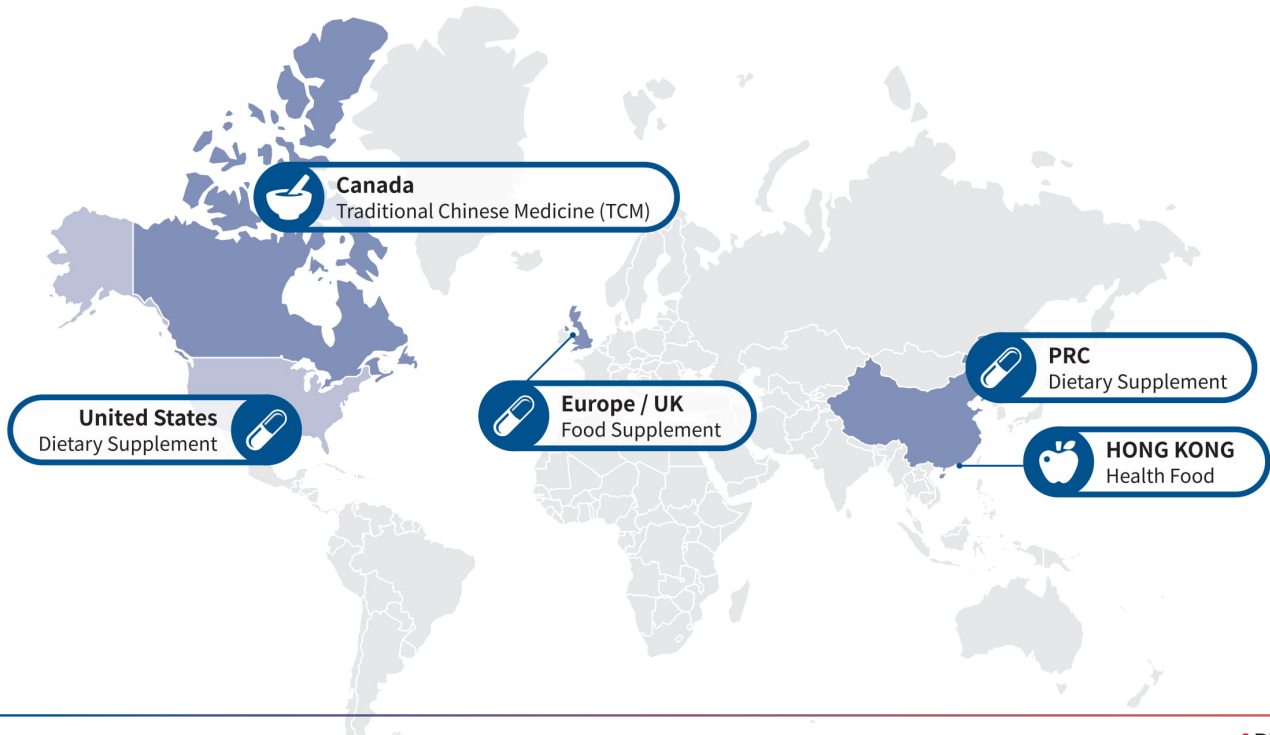 Canada
Traditional Chinese Medicine (TCM)
United States
Dietary Supplement
Europe / UK
Food Supplement
PRC
Dietary Supplement
HONG KONG
Health Food